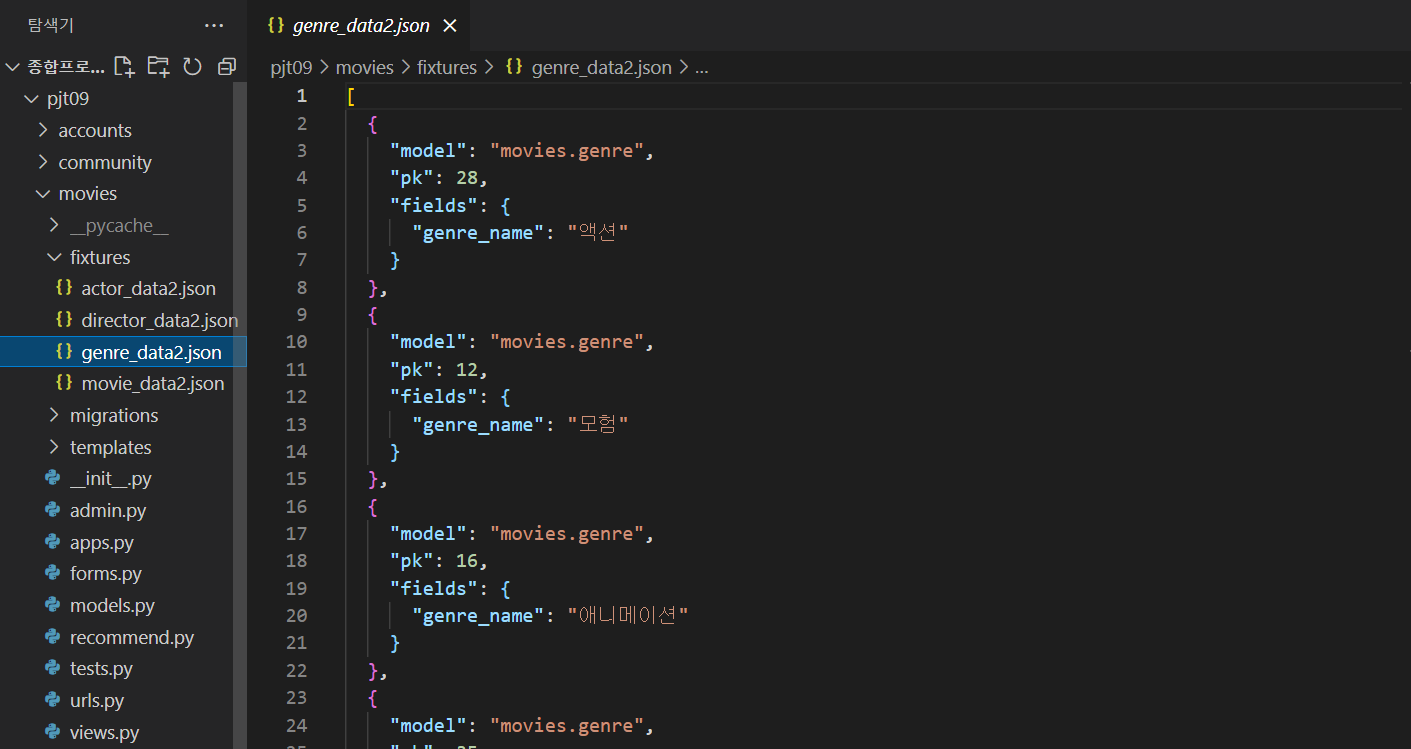 탐색기 ...
종합프로...
pjt09
accounts
community
movies
__pycache__
fixtures
actor_data2.json
director_data2.json
genre_data2.json
movie_data2.json
migrations
templates
__init__.py
admin.py
apps.py
forms.py
models.py
recommend.py
tests.py
urls.py
views.py
{} genre_data2.json ×
pjt09 > movies > fixtures > {} genre_data2.json > ...
1 [
2 {
3 "model": "movies.genre",
4 "pk": 28,
5 "fields": {
6 "genre_name": "액션"
7 }
8 },
9 {
10 "model": "movies.genre",
11 "pk": 12,
12 "fields": {
13 "genre_name": "모험"
14 }
15 },
16 {
17 "model": "movies.genre",
18 "pk": 16,
19 "fields": {
20 "genre_name": "애니메이션"
21 }
22 },
23 {
24 "model": "movies.genre",